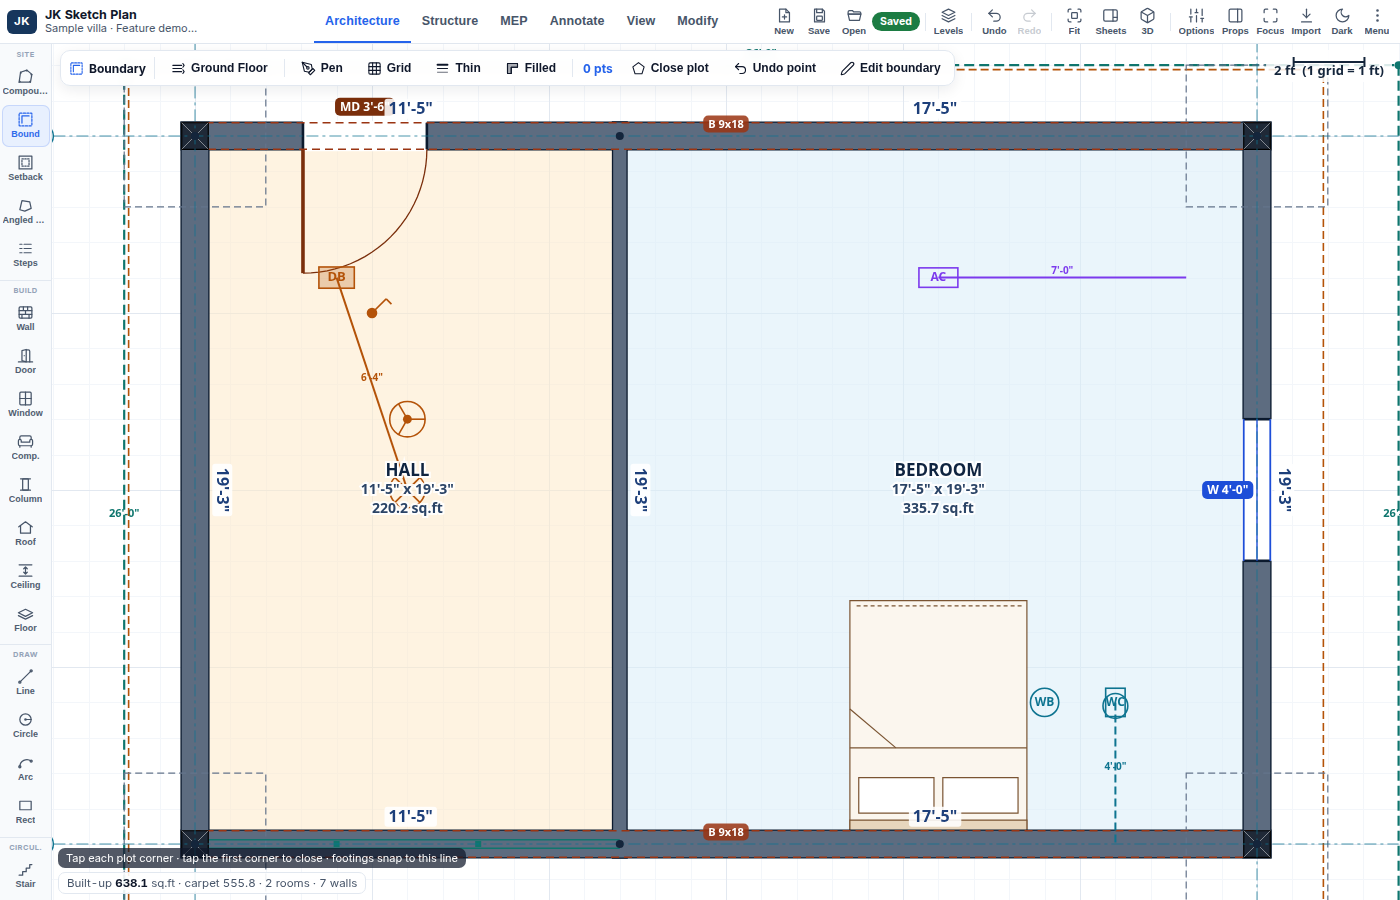 JK
JK Sketch Plan
Sample villa · Feature demo...
Architecture
Structure
MEP
Annotate
View
Modify
New
Save
Open
Saved
Levels
Undo
Redo
Fit
Sheets
3D
Options
Props
Focus
Import
Dark
Menu
SITE
Compou...
Bound
Setback
Angled ...
Steps
BUILD
Wall
Door
Window
Comp.
Column
Roof
Ceiling
Floor
DRAW
Line
Circle
Arc
Rect
CIRCUL.
Stair
Boundary
Ground Floor
Pen
Grid
Thin
Filled
0 pts
Close plot
Undo point
Edit boundary
2 ft (1 grid = 1 ft)
MD 3'-6
11'-5"
B 9x18
17'-5"
DB
AC
7'-0"
6'-4"
19'-3"
HALL
11'-5" x 19'-3"
220.2 sq.ft
19'-3"
BEDROOM
17'-5" x 19'-3"
335.7 sq.ft
W 4'-0"
19'-3"
26'-0"
26'
WB
WC
4'-0"
11'-5"
17'-5"
B 9x18
Tap each plot corner · tap the first corner to close · footings snap to this line
Built-up 638.1 sq.ft · carpet 555.8 · 2 rooms · 7 walls